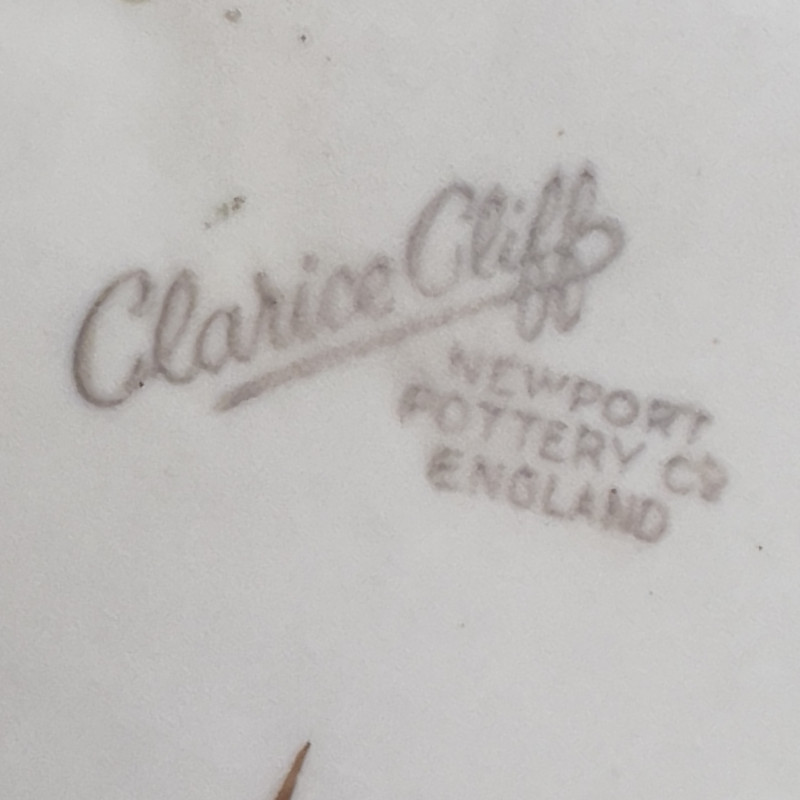 Clarice Cliff
NEWPORT
POTTERY Co
ENGLAND